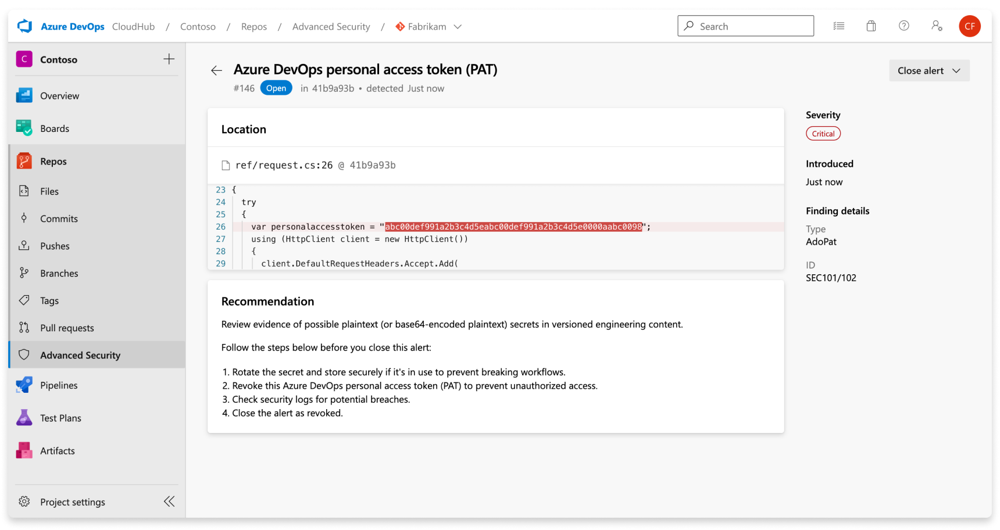 Azure DevOps CloudHub / Contoso / Repos / Advanced Security / Fabrikam
Search
CF
C Contoso
Overview
Boards
Repos
Files
Commits
Pushes
Branches
Tags
Pull requests
Advanced Security
Pipelines
Test Plans
Artifacts
Project settings
Azure DevOps personal access token (PAT)
Close alert
#146 Open in 41b9a93b • detected Just now
Location
ref/request.cs:26 @ 41b9a93b
23 {
24 try
25 {
26 var personalaccesstoken = "abc00def991a2b3c4d5eabc00def991a2b3c4d5e0000aabc0098";
27 using (HttpClient client = new HttpClient())
28 {
29 client.DefaultRequestHeaders.Accept.Add(
Recommendation
Review evidence of possible plaintext (or base64-encoded plaintext) secrets in versioned engineering content.
Follow the steps below before you close this alert:
1. Rotate the secret and store securely if it's in use to prevent breaking workflows.
2. Revoke this Azure DevOps personal access token (PAT) to prevent unauthorized access.
3. Check security logs for potential breaches.
4. Close the alert as revoked.
Severity
Critical
Introduced
Just now
Finding details
Type
AdoPat
ID
SEC101/102